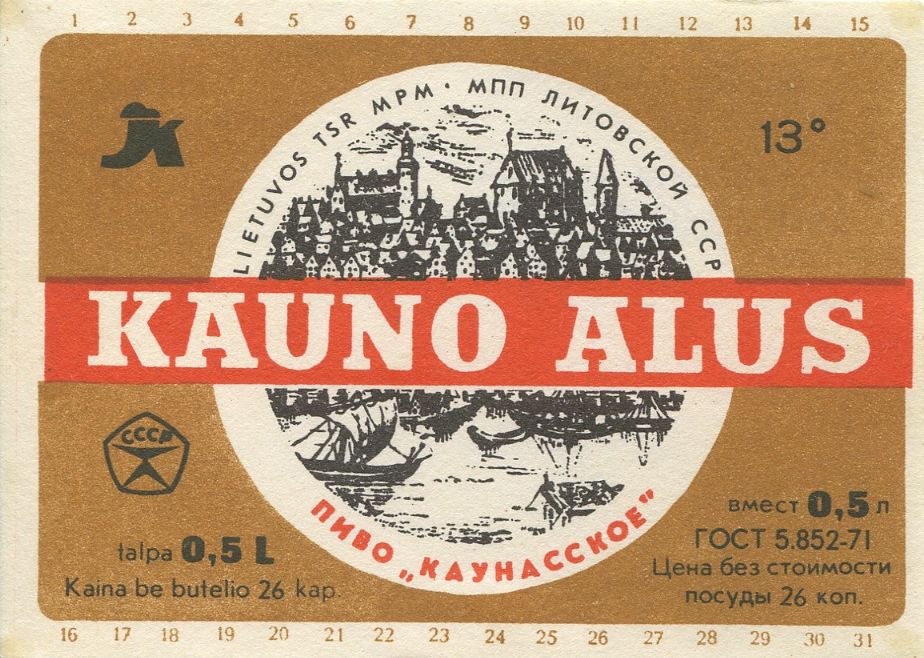 1 2 3 4 5 6 7 8 9 10 11 12 13 14 15
LIETUVOS TSR MPM · МПП ЛИТОВСКОЙ ССР
13°
KAUNO ALUS
СССР
ПИВО „КАУНАССКОЕ"
talpa 0,5 L
Kaina be butelio 26 kap.
вмест 0,5 л
ГОСТ 5.852-71
Цена без стоимости
посуды 26 коп.
16 17 18 19 20 21 22 23 24 25 26 27 28 29 30 31